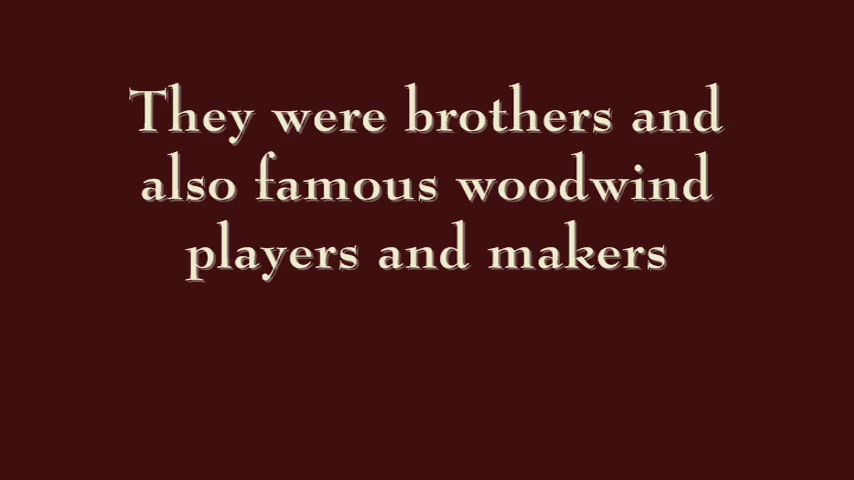 They were brothers and
also famous woodwind
players and makers